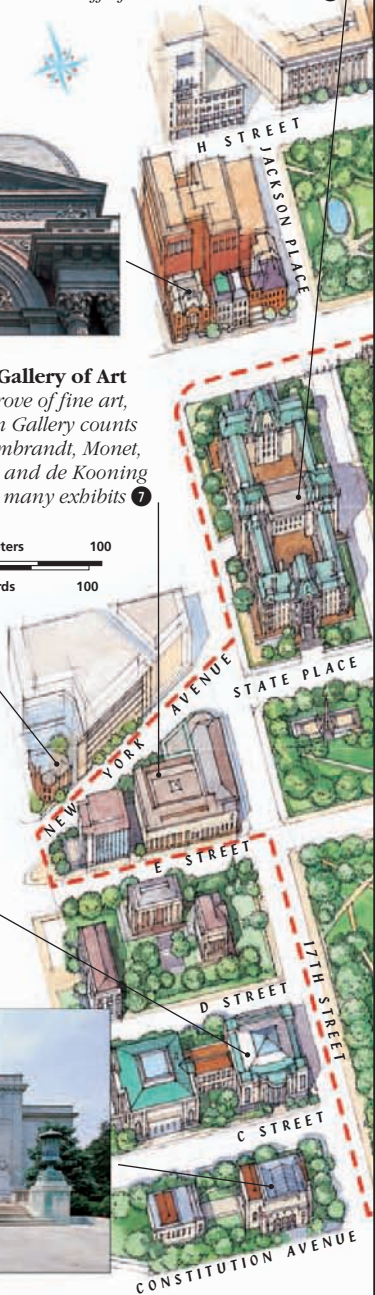 H STREET
JACKSON PLACE
Gallery of Art
rove of fine art,
n Gallery counts
mbrandt, Monet,
and de Kooning
many exhibits 7
ters 100
rds 100
STATE PLACE
NEW YORK AVENUE
E STREET
17TH STREET
D STREET
C STREET
CONSTITUTION AVENUE